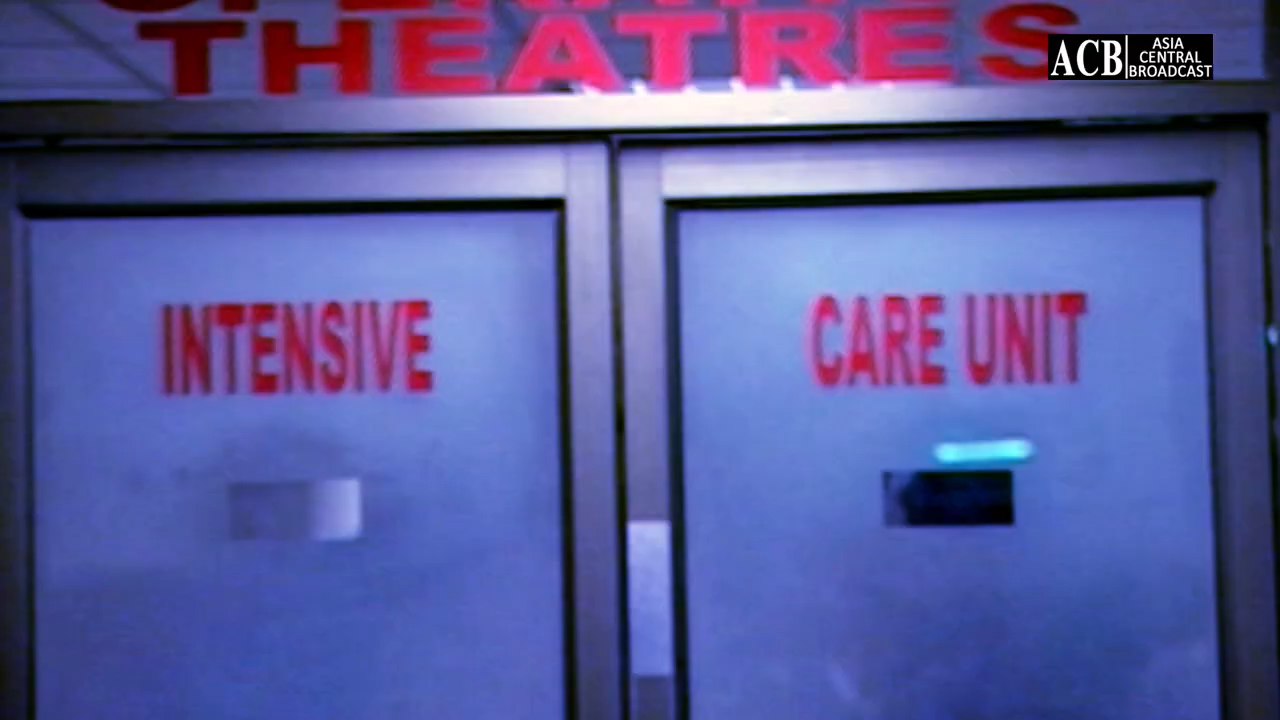 THEATRES
ACB ASIA
CENTRAL
BROADCAST
INTENSIVE
CARE UNIT